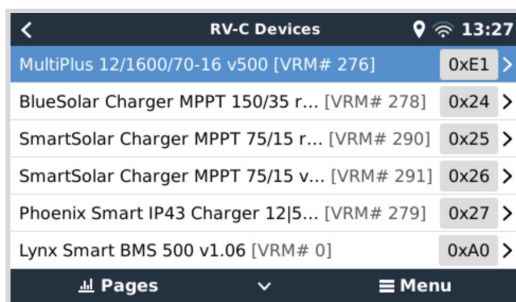 RV-C Devices 13:27
MultiPlus 12/1600/70-16 v500 [VRM# 276] 0xE1
BlueSolar Charger MPPT 150/35 r... [VRM# 278] 0x24
SmartSolar Charger MPPT 75/15 r... [VRM# 290] 0x25
SmartSolar Charger MPPT 75/15 v... [VRM# 291] 0x26
Phoenix Smart IP43 Charger 12|5... [VRM# 279] 0x27
Lynx Smart BMS 500 v1.06 [VRM# 0] 0xA0
Pages Menu